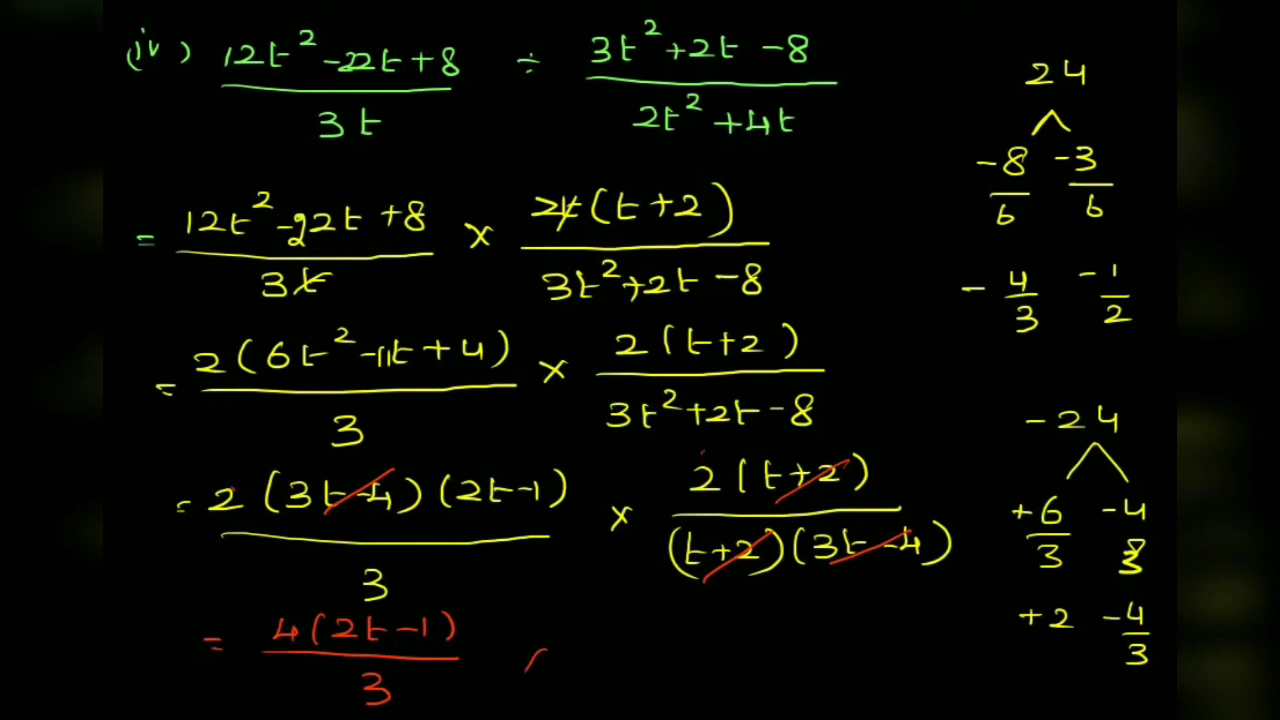 (iv) (12t² - 22t + 8)/(3t) ÷ (3t² + 2t - 8)/(2t² + 4t)
= (12t² - 22t + 8)/(3t) × 2t(t+2)/(3t² + 2t - 8)
= 2(6t² - 11t + 4)/3 × 2(t+2)/(3t² + 2t - 8)
= 2(3t-4)(2t-1)/3 × 2(t+2)/((t+2)(3t-4))
= 4(2t-1)/3
24
-8/6 -3/6
-4/3 -1/2
-24
+6/3 -4/3
+2 -4/3